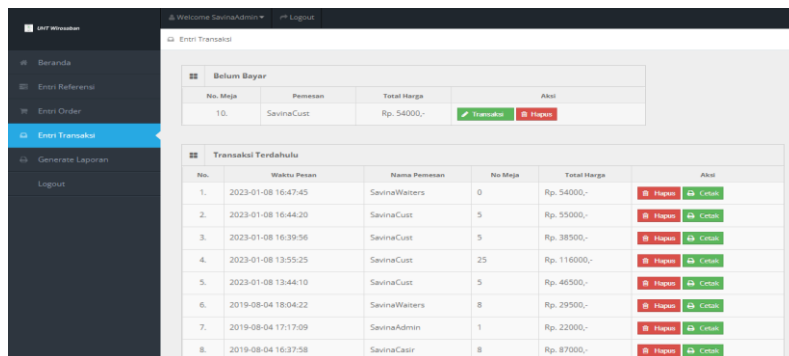 UHT Wirosaban
Welcome SavinaAdmin
Logout
Entri Transaksi
Beranda
Entri Referensi
Entri Order
Entri Transaksi
Generate Laporan
Logout
Belum Bayar
No. Meja Pemesan Total Harga Aksi
10. SavinaCust Rp. 54000,- Transaksi Hapus
Transaksi Terdahulu
No. Waktu Pesan Nama Pemesan No Meja Total Harga Aksi
1. 2023-01-08 16:47:45 SavinaWaiters 0 Rp. 54000,- Hapus Cetak
2. 2023-01-08 16:44:20 SavinaCust 5 Rp. 55000,- Hapus Cetak
3. 2023-01-08 16:39:56 SavinaCust 5 Rp. 38500,- Hapus Cetak
4. 2023-01-08 13:55:25 SavinaCust 25 Rp. 116000,- Hapus Cetak
5. 2023-01-08 13:44:10 SavinaCust 5 Rp. 46500,- Hapus Cetak
6. 2019-08-04 18:04:22 SavinaWaiters 8 Rp. 29500,- Hapus Cetak
7. 2019-08-04 17:17:09 SavinaAdmin 1 Rp. 22000,- Hapus Cetak
8. 2019-08-04 16:37:58 SavinaCasir 8 Rp. 87000,- Hapus Cetak